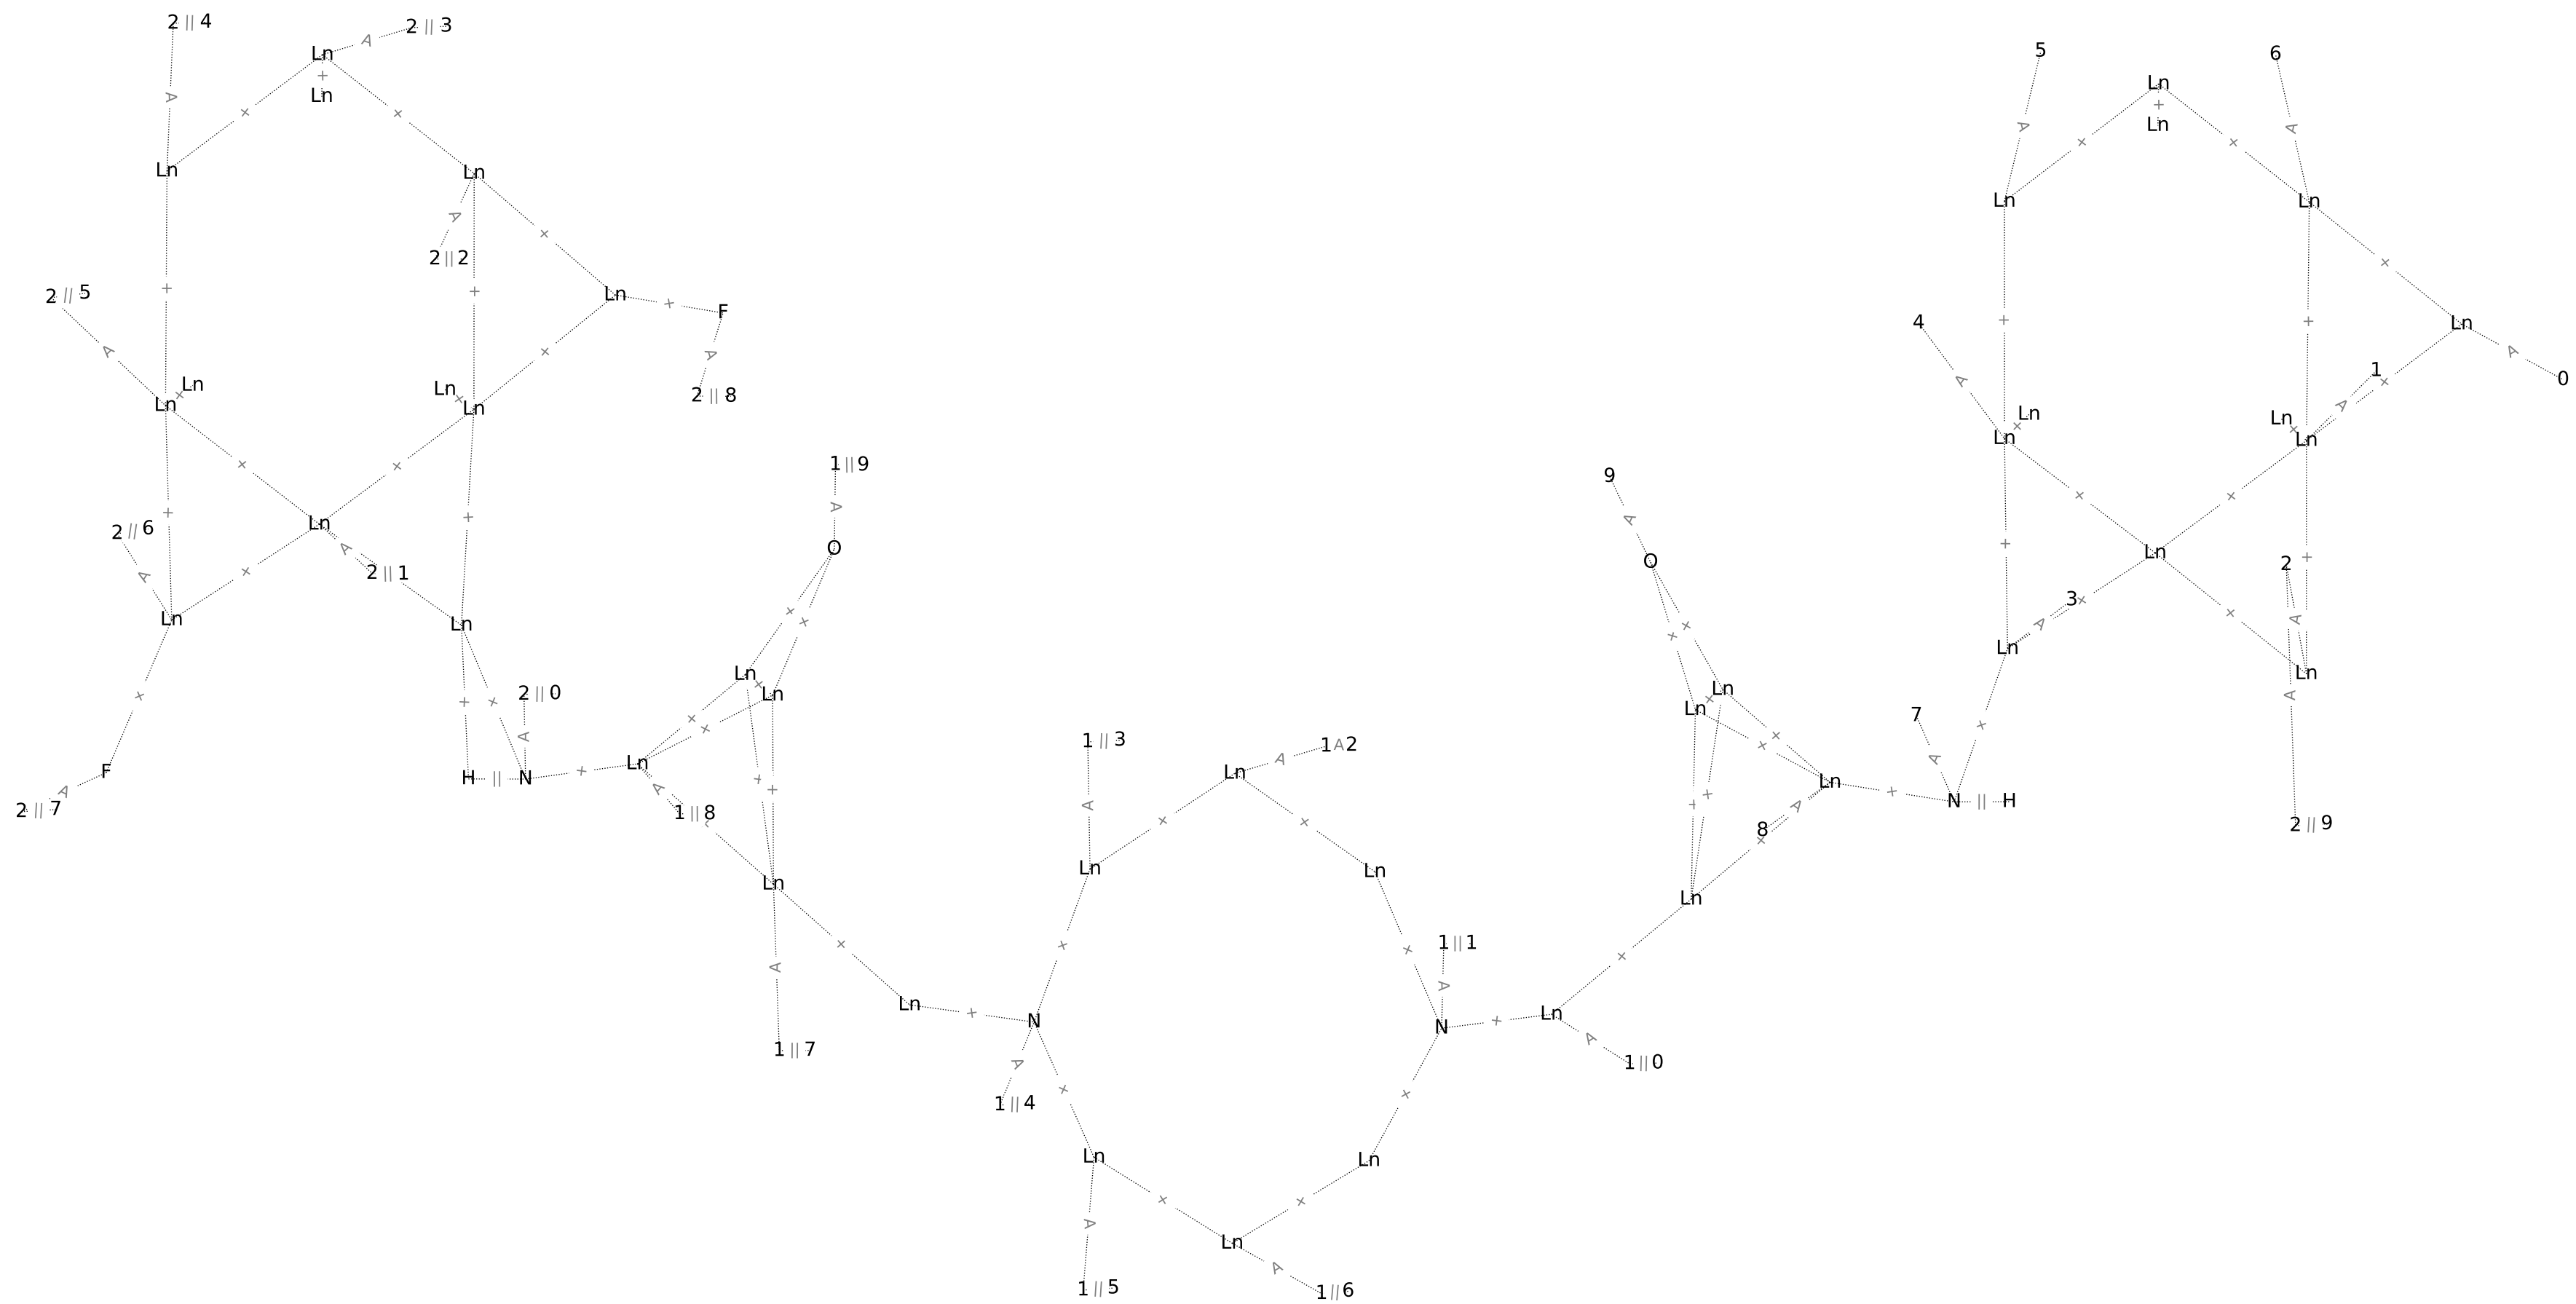 2 || 4
2 || 3
A
Ln
+
Ln
5
6
Ln
+
Ln
A
×
×
A
A
×
×
Ln
Ln
A
2 || 2
Ln
Ln
×
×
+
+
Ln
+
F
2 || 5
A
×
A
2 || 8
+
+
4
Ln
A
0
1
A
×
A
Ln
Ln
×
Ln
×
Ln
A
Ln
Ln
×
Ln
×
Ln
×
×
1 || 9
A
9
A
×
×
+
+
2 || 6
A
Ln
A
2 || 1
×
Ln
O
×
×
O
×
×
+
+
Ln
2
A
3
×
A
×
Ln
Ln
Ln
Ln
×
Ln
Ln
×
Ln
A
×
+
×
2 || 0
A
×
×
7
A
×
×
×
F
A
2 || 7
H || N
+
Ln
A
1 || 8
+
+
1 || 3
A
Ln
A
1 A 2
+
+
8
×
A
Ln
+
N || H
2 || 9
Ln
×
A
1 || 7
Ln
×
×
Ln
Ln
×
Ln
+
N
×
A
1 || 4
×
×
1 || 1
A
N
+
Ln
A
1 || 0
Ln
A
1 || 5
×
Ln
A
1 || 6
×
Ln
×